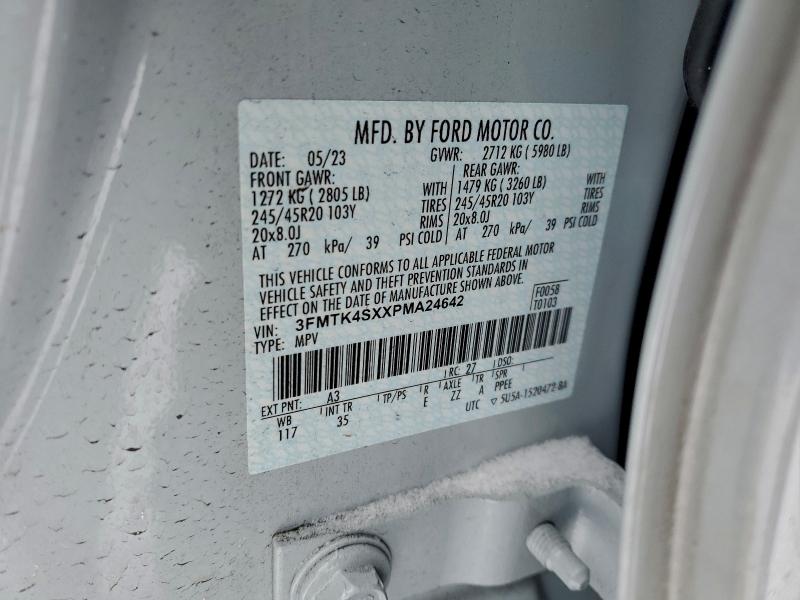 MFD. BY FORD MOTOR CO.
DATE: 05/23 GVWR: 2712 KG ( 5980 LB)
FRONT GAWR: REAR GAWR:
1272 KG ( 2805 LB) WITH 1479 KG ( 3260 LB) WITH
245/45R20 103Y TIRES 245/45R20 103Y TIRES
20x8.0J RIMS 20x8.0J RIMS
AT 270 kPa/ 39 PSI COLD AT 270 kPa/ 39 PSI COLD
THIS VEHICLE CONFORMS TO ALL APPLICABLE FEDERAL MOTOR
VEHICLE SAFETY AND THEFT PREVENTION STANDARDS IN
EFFECT ON THE DATE OF MANUFACTURE SHOWN ABOVE.
VIN: 3FMTK4SXXPMA24642 F0058
TYPE: MPV T0103
EXT PNT: A3 RC: 27 DSO:
WB INT TR TP/PS R AXLE TR SPR
117 35 E ZZ A PPEE
UTC ▽ 5U5A-1520472-BA